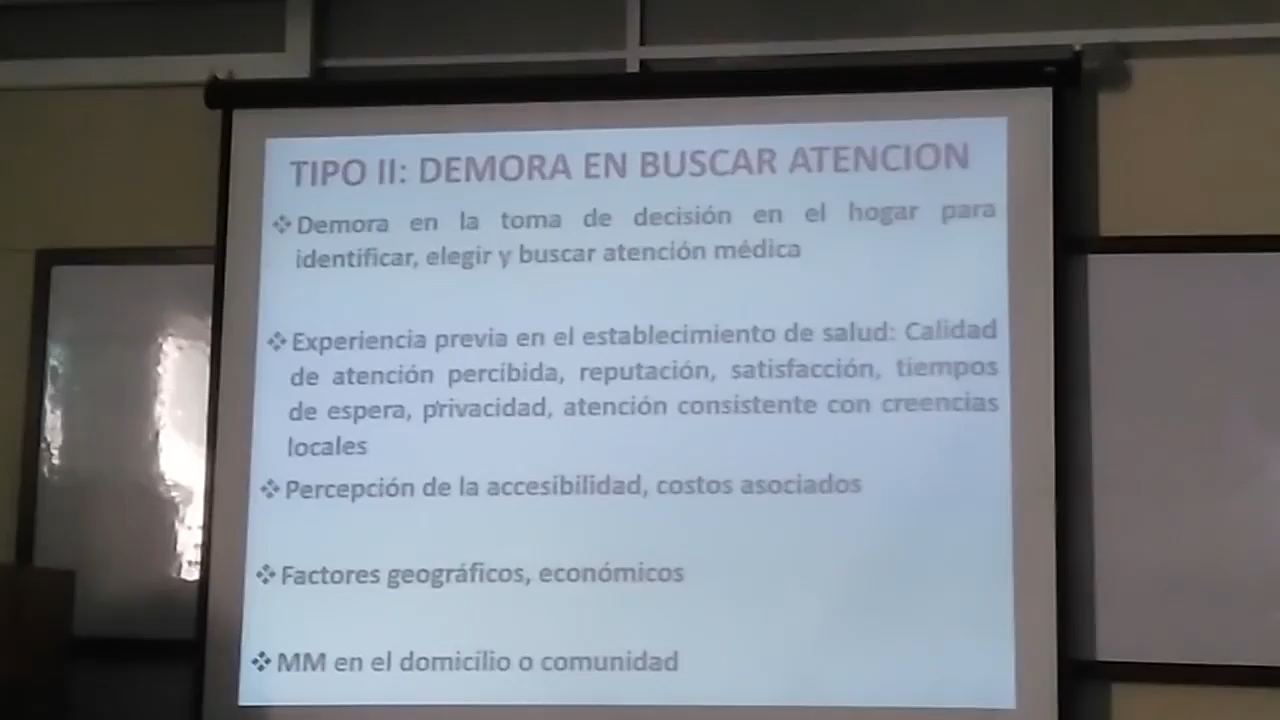 TIPO II: DEMORA EN BUSCAR ATENCION
❖Demora en la toma de decisión en el hogar para
identificar, elegir y buscar atención médica
❖Experiencia previa en el establecimiento de salud: Calidad
de atención percibida, reputación, satisfacción, tiempos
de espera, privacidad, atención consistente con creencias
locales
❖Percepción de la accesibilidad, costos asociados
❖Factores geográficos, económicos
❖MM en el domicilio o comunidad